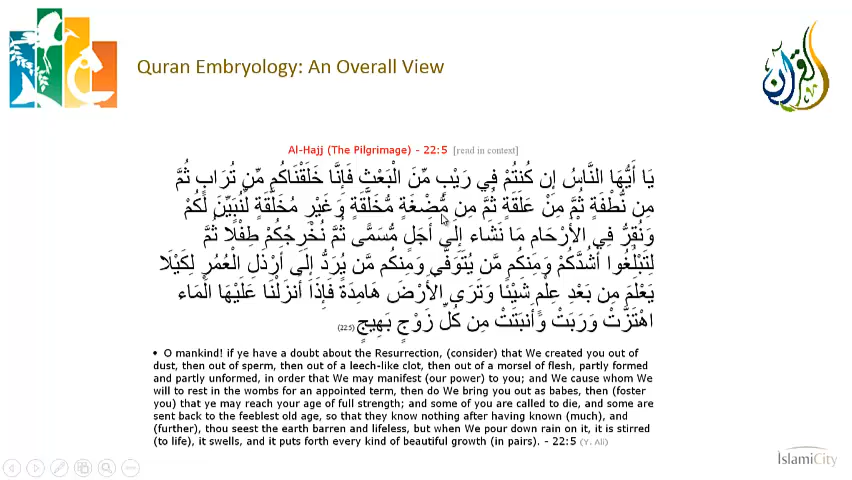 Quran Embryology: An Overall View
القرآن
Al-Hajj (The Pilgrimage) - 22:5 [read in context]
يَا أَيُّهَا النَّاسُ إِن كُنتُمْ فِي رَيْبٍ مِّنَ الْبَعْثِ فَإِنَّا خَلَقْنَاكُم مِّن تُرَابٍ ثُمَّ
مِن نُّطْفَةٍ ثُمَّ مِنْ عَلَقَةٍ ثُمَّ مِن مُّضْغَةٍ مُّخَلَّقَةٍ وَغَيْرِ مُخَلَّقَةٍ لِّنُبَيِّنَ لَكُمْ
وَنُقِرُّ فِي الْأَرْحَامِ مَا نَشَاء إِلَى أَجَلٍ مُّسَمًّى ثُمَّ نُخْرِجُكُمْ طِفْلًا ثُمَّ
لِتَبْلُغُوا أَشُدَّكُمْ وَمِنكُم مَّن يُتَوَفَّى وَمِنكُم مَّن يُرَدُّ إِلَى أَرْذَلِ الْعُمُرِ لِكَيْلَا
يَعْلَمَ مِن بَعْدِ عِلْمٍ شَيْئًا وَتَرَى الْأَرْضَ هَامِدَةً فَإِذَا أَنزَلْنَا عَلَيْهَا الْمَاء
اهْتَزَّتْ وَرَبَتْ وَأَنبَتَتْ مِن كُلِّ زَوْجٍ بَهِيجٍ (22:5)
• O mankind! if ye have a doubt about the Resurrection, (consider) that We created you out of
dust, then out of sperm, then out of a leech-like clot, then out of a morsel of flesh, partly formed
and partly unformed, in order that We may manifest (our power) to you; and We cause whom We
will to rest in the wombs for an appointed term, then do We bring you out as babes, then (foster
you) that ye may reach your age of full strength; and some of you are called to die, and some are
sent back to the feeblest old age, so that they know nothing after having known (much), and
(further), thou seest the earth barren and lifeless, but when We pour down rain on it, it is stirred
(to life), it swells, and it puts forth every kind of beautiful growth (in pairs). - 22:5 (Y. Ali)
IslamiCity